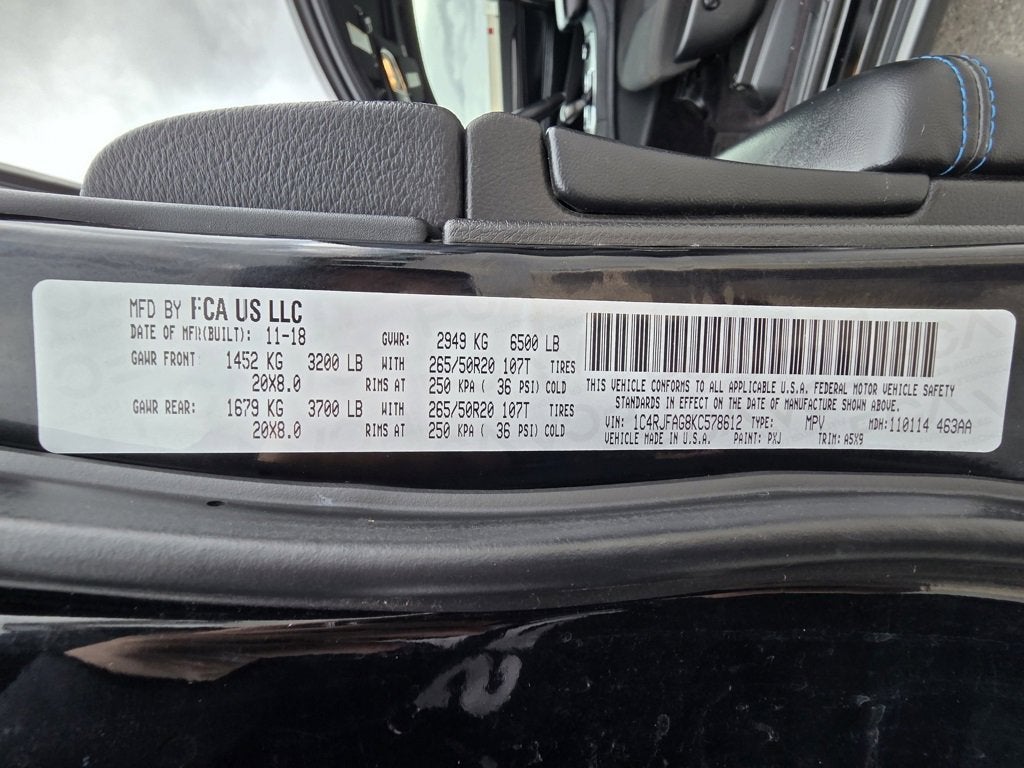 MFD BY FCA US LLC
DATE OF MFR(BUILT): 11-18 GVWR: 2949 KG 6500 LB
GAWR FRONT 1452 KG 3200 LB WITH 265/50R20 107T TIRES
20X8.0 RIMS AT 250 KPA ( 36 PSI) COLD
GAWR REAR: 1679 KG 3700 LB WITH 265/50R20 107T TIRES
20X8.0 RIMS AT 250 KPA ( 36 PSI) COLD
THIS VEHICLE CONFORMS TO ALL APPLICABLE U.S.A. FEDERAL MOTOR VEHICLE SAFETY
STANDARDS IN EFFECT ON THE DATE OF MANUFACTURE SHOWN ABOVE.
VIN: 1C4RJFAG8KC578612 TYPE: MPV MDH:110114 463AA
VEHICLE MADE IN U.S.A. PAINT: PXJ TRIM: A5X9